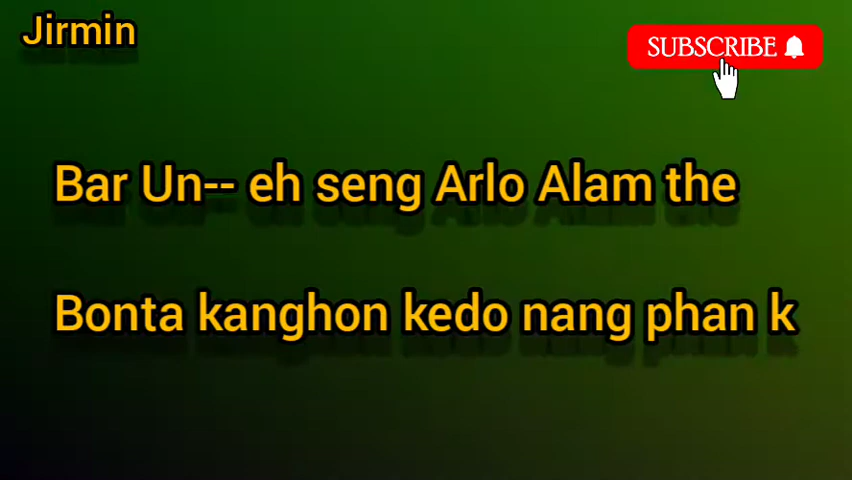 Jirmin
SUBSCRIBE
Bar Un-- eh seng Arlo Alam the
Bonta kanghon kedo nang phan k